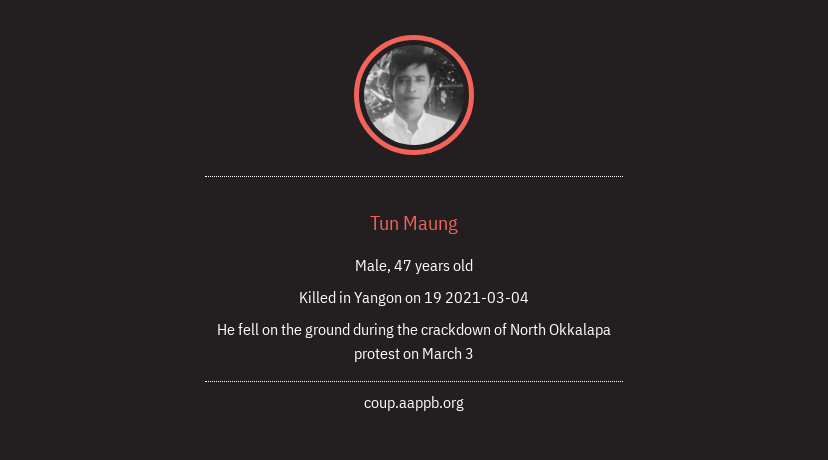 Tun Maung
Male, 47 years old
Killed in Yangon on 19 2021-03-04
He fell on the ground during the crackdown of North Okkalapa
protest on March 3
coup.aappb.org